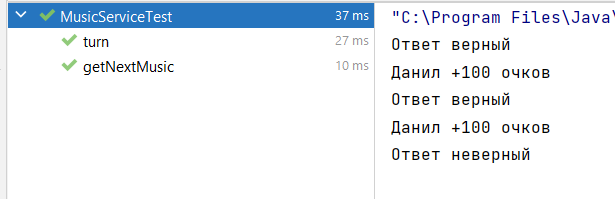 MusicServiceTest 37 ms
turn 27 ms
getNextMusic 10 ms
"C:\Program Files\Java\
Ответ верный
Данил +100 очков
Ответ верный
Данил +100 очков
Ответ неверный